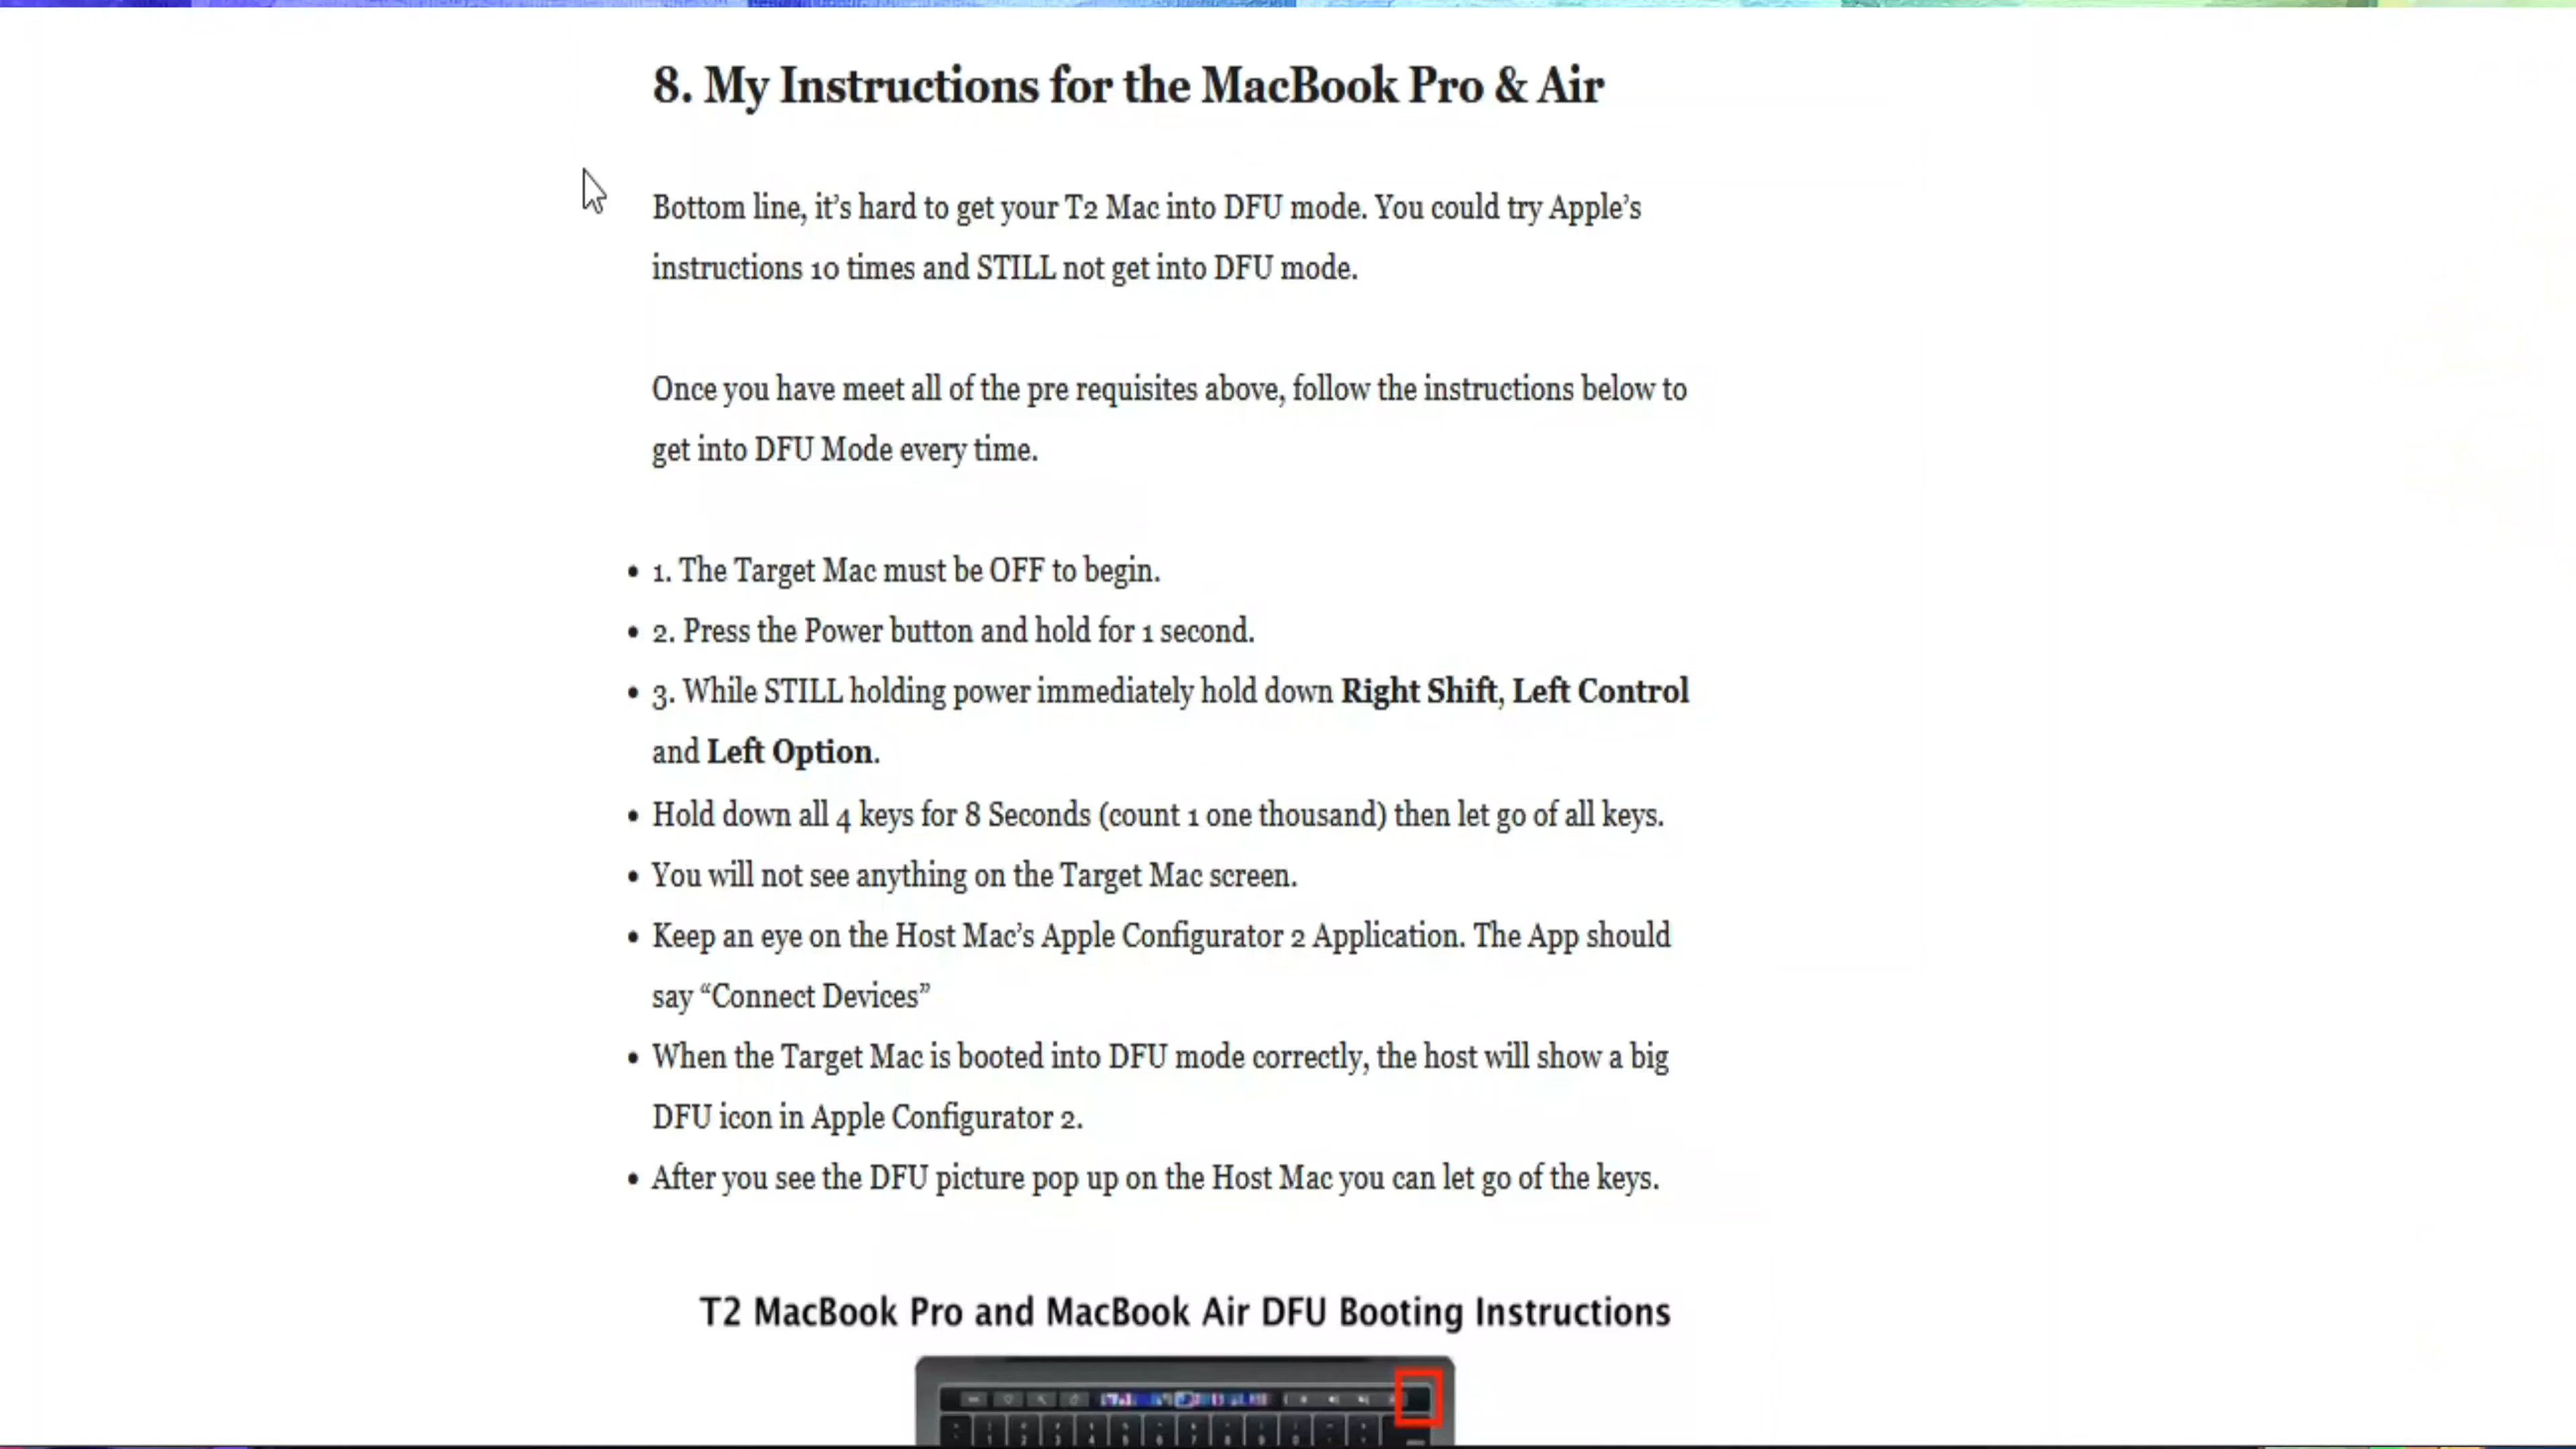 8. My Instructions for the MacBook Pro & Air
Bottom line, it's hard to get your T2 Mac into DFU mode. You could try Apple's
instructions 10 times and STILL not get into DFU mode.
Once you have meet all of the pre requisites above, follow the instructions below to
get into DFU Mode every time.
• 1. The Target Mac must be OFF to begin.
• 2. Press the Power button and hold for 1 second.
• 3. While STILL holding power immediately hold down Right Shift, Left Control
and Left Option.
• Hold down all 4 keys for 8 Seconds (count 1 one thousand) then let go of all keys.
• You will not see anything on the Target Mac screen.
• Keep an eye on the Host Mac's Apple Configurator 2 Application. The App should
say “Connect Devices”
• When the Target Mac is booted into DFU mode correctly, the host will show a big
DFU icon in Apple Configurator 2.
• After you see the DFU picture pop up on the Host Mac you can let go of the keys.
T2 MacBook Pro and MacBook Air DFU Booting Instructions